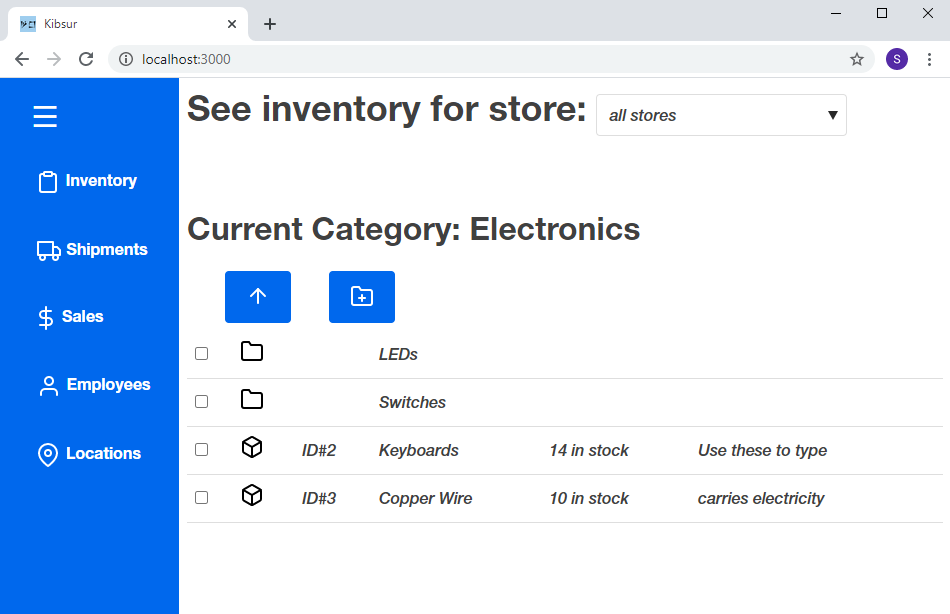 Kibsur
localhost:3000
S
See inventory for store: all stores
Inventory
Shipments
Sales
Employees
Locations
Current Category: Electronics
LEDs
Switches
ID#2 Keyboards 14 in stock Use these to type
ID#3 Copper Wire 10 in stock carries electricity